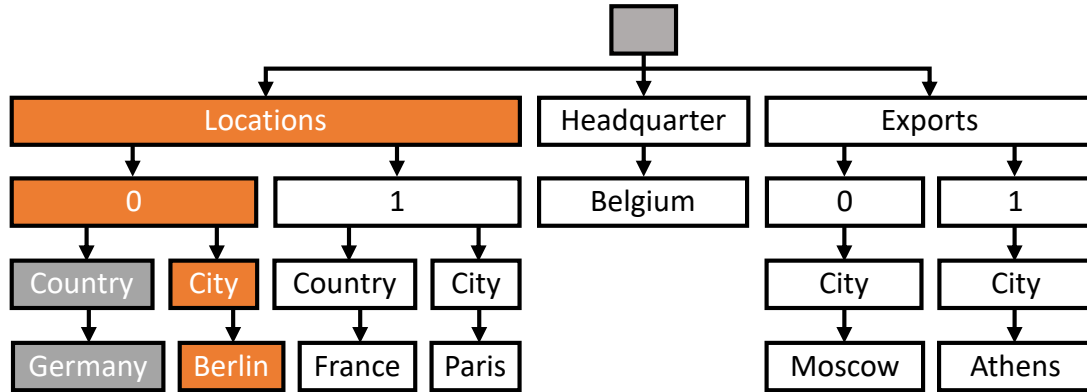 Locations Headquarter Exports
0 1 Belgium 0 1
Country City Country City City City
Germany Berlin France Paris Moscow Athens